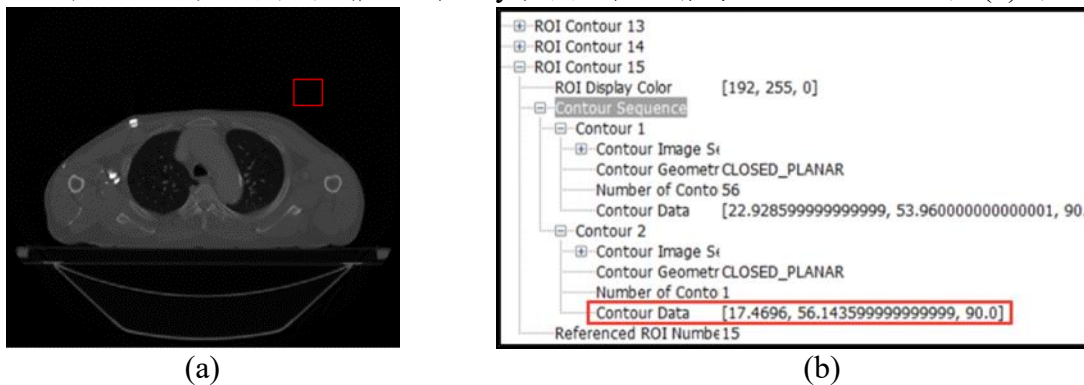 ROI Contour 13
ROI Contour 14
ROI Contour 15
ROI Display Color [192, 255, 0]
Contour Sequence
Contour 1
Contour Image Se
Contour Geometr CLOSED_PLANAR
Number of Conto 56
Contour Data [22.928599999999999, 53.960000000000001, 90.
Contour 2
Contour Image Se
Contour Geometr CLOSED_PLANAR
Number of Conto 1
Contour Data [17.4696, 56.143599999999999, 90.0]
Referenced ROI Numbe 15
(a)
(b)